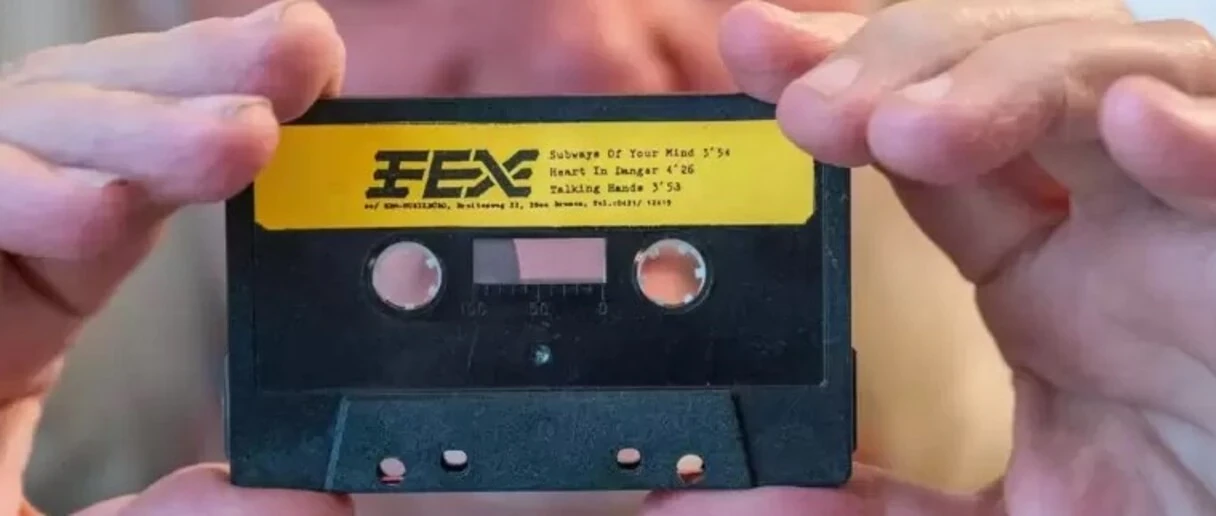 FEX
Subways Of Your Mind 3'54
Heart In Danger 4'26
Talking Hands 3'53
100 50 0